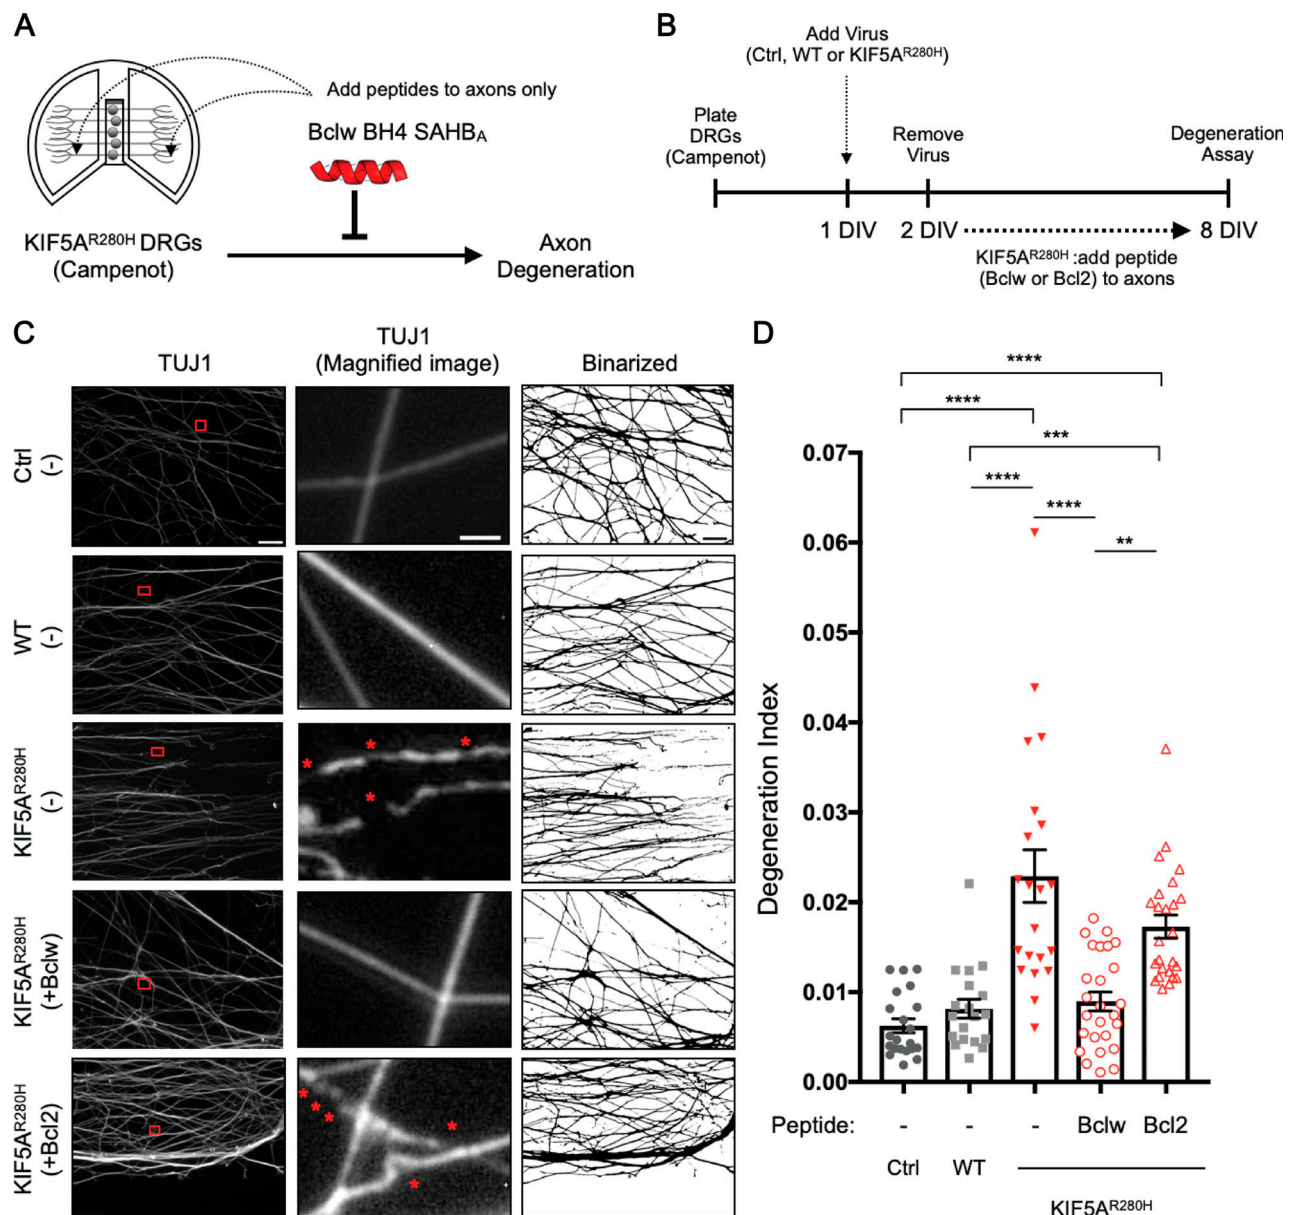 A
Add peptides to axons only
Bclw BH4 SAHBA
KIF5AR280H DRGs
(Campenot)
Axon
Degeneration
B
Add Virus
(Ctrl, WT or KIF5AR280H)
Plate
DRGs
(Campenot)
Remove
Virus
Degeneration
Assay
1 DIV
2 DIV
8 DIV
KIF5AR280H :add peptide
(Bclw or Bcl2) to axons
C
TUJ1
TUJ1
(Magnified image)
Binarized
Ctrl
(-)
WT
(-)
KIF5AR280H
(-)
KIF5AR280H
(+Bclw)
KIF5AR280H
(+Bcl2)
* * * *
* * * * *
D
****
****
***
****
****
**
Degeneration Index
0.07
0.06
0.05
0.04
0.03
0.02
0.01
0.00
Peptide: - - - Bclw Bcl2
Ctrl WT
KIF5AR280H